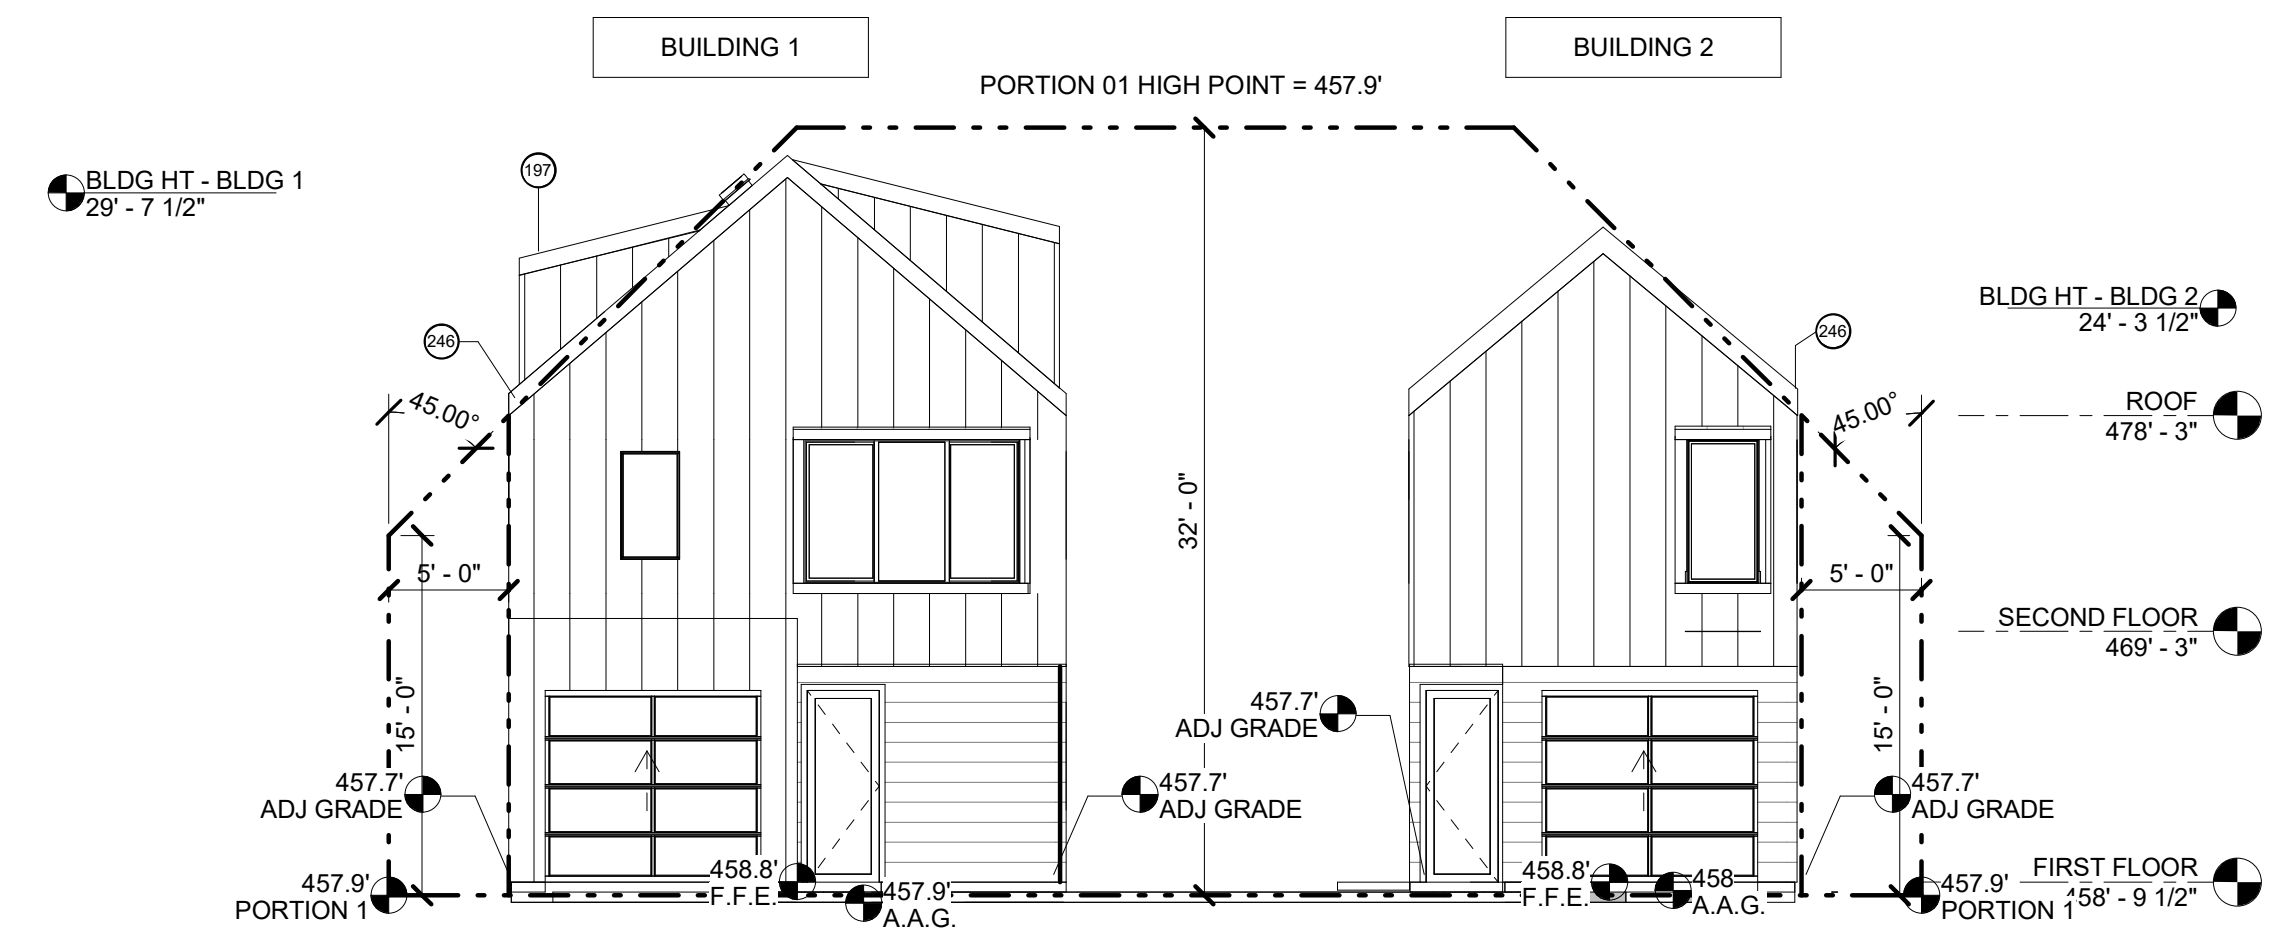 BUILDING 1
BUILDING 2
PORTION 01 HIGH POINT = 457.9'
197
BLDG HT - BLDG 1
29' - 7 1/2"
BLDG HT - BLDG 2
24' - 3 1/2"
246
246
45.00°
45.00°
ROOF
478' - 3"
32' - 0"
5' - 0"
5' - 0"
SECOND FLOOR
469' - 3"
15' - 0"
15' - 0"
457.7'
ADJ GRADE
457.7'
ADJ GRADE
457.7'
ADJ GRADE
457.7'
ADJ GRADE
457.9'
PORTION 1
458.8'
F.F.E.
457.9'
A.A.G.
458.8'
F.F.E.
458
A.A.G.
457.9'
PORTION 1
FIRST FLOOR
58' - 9 1/2"